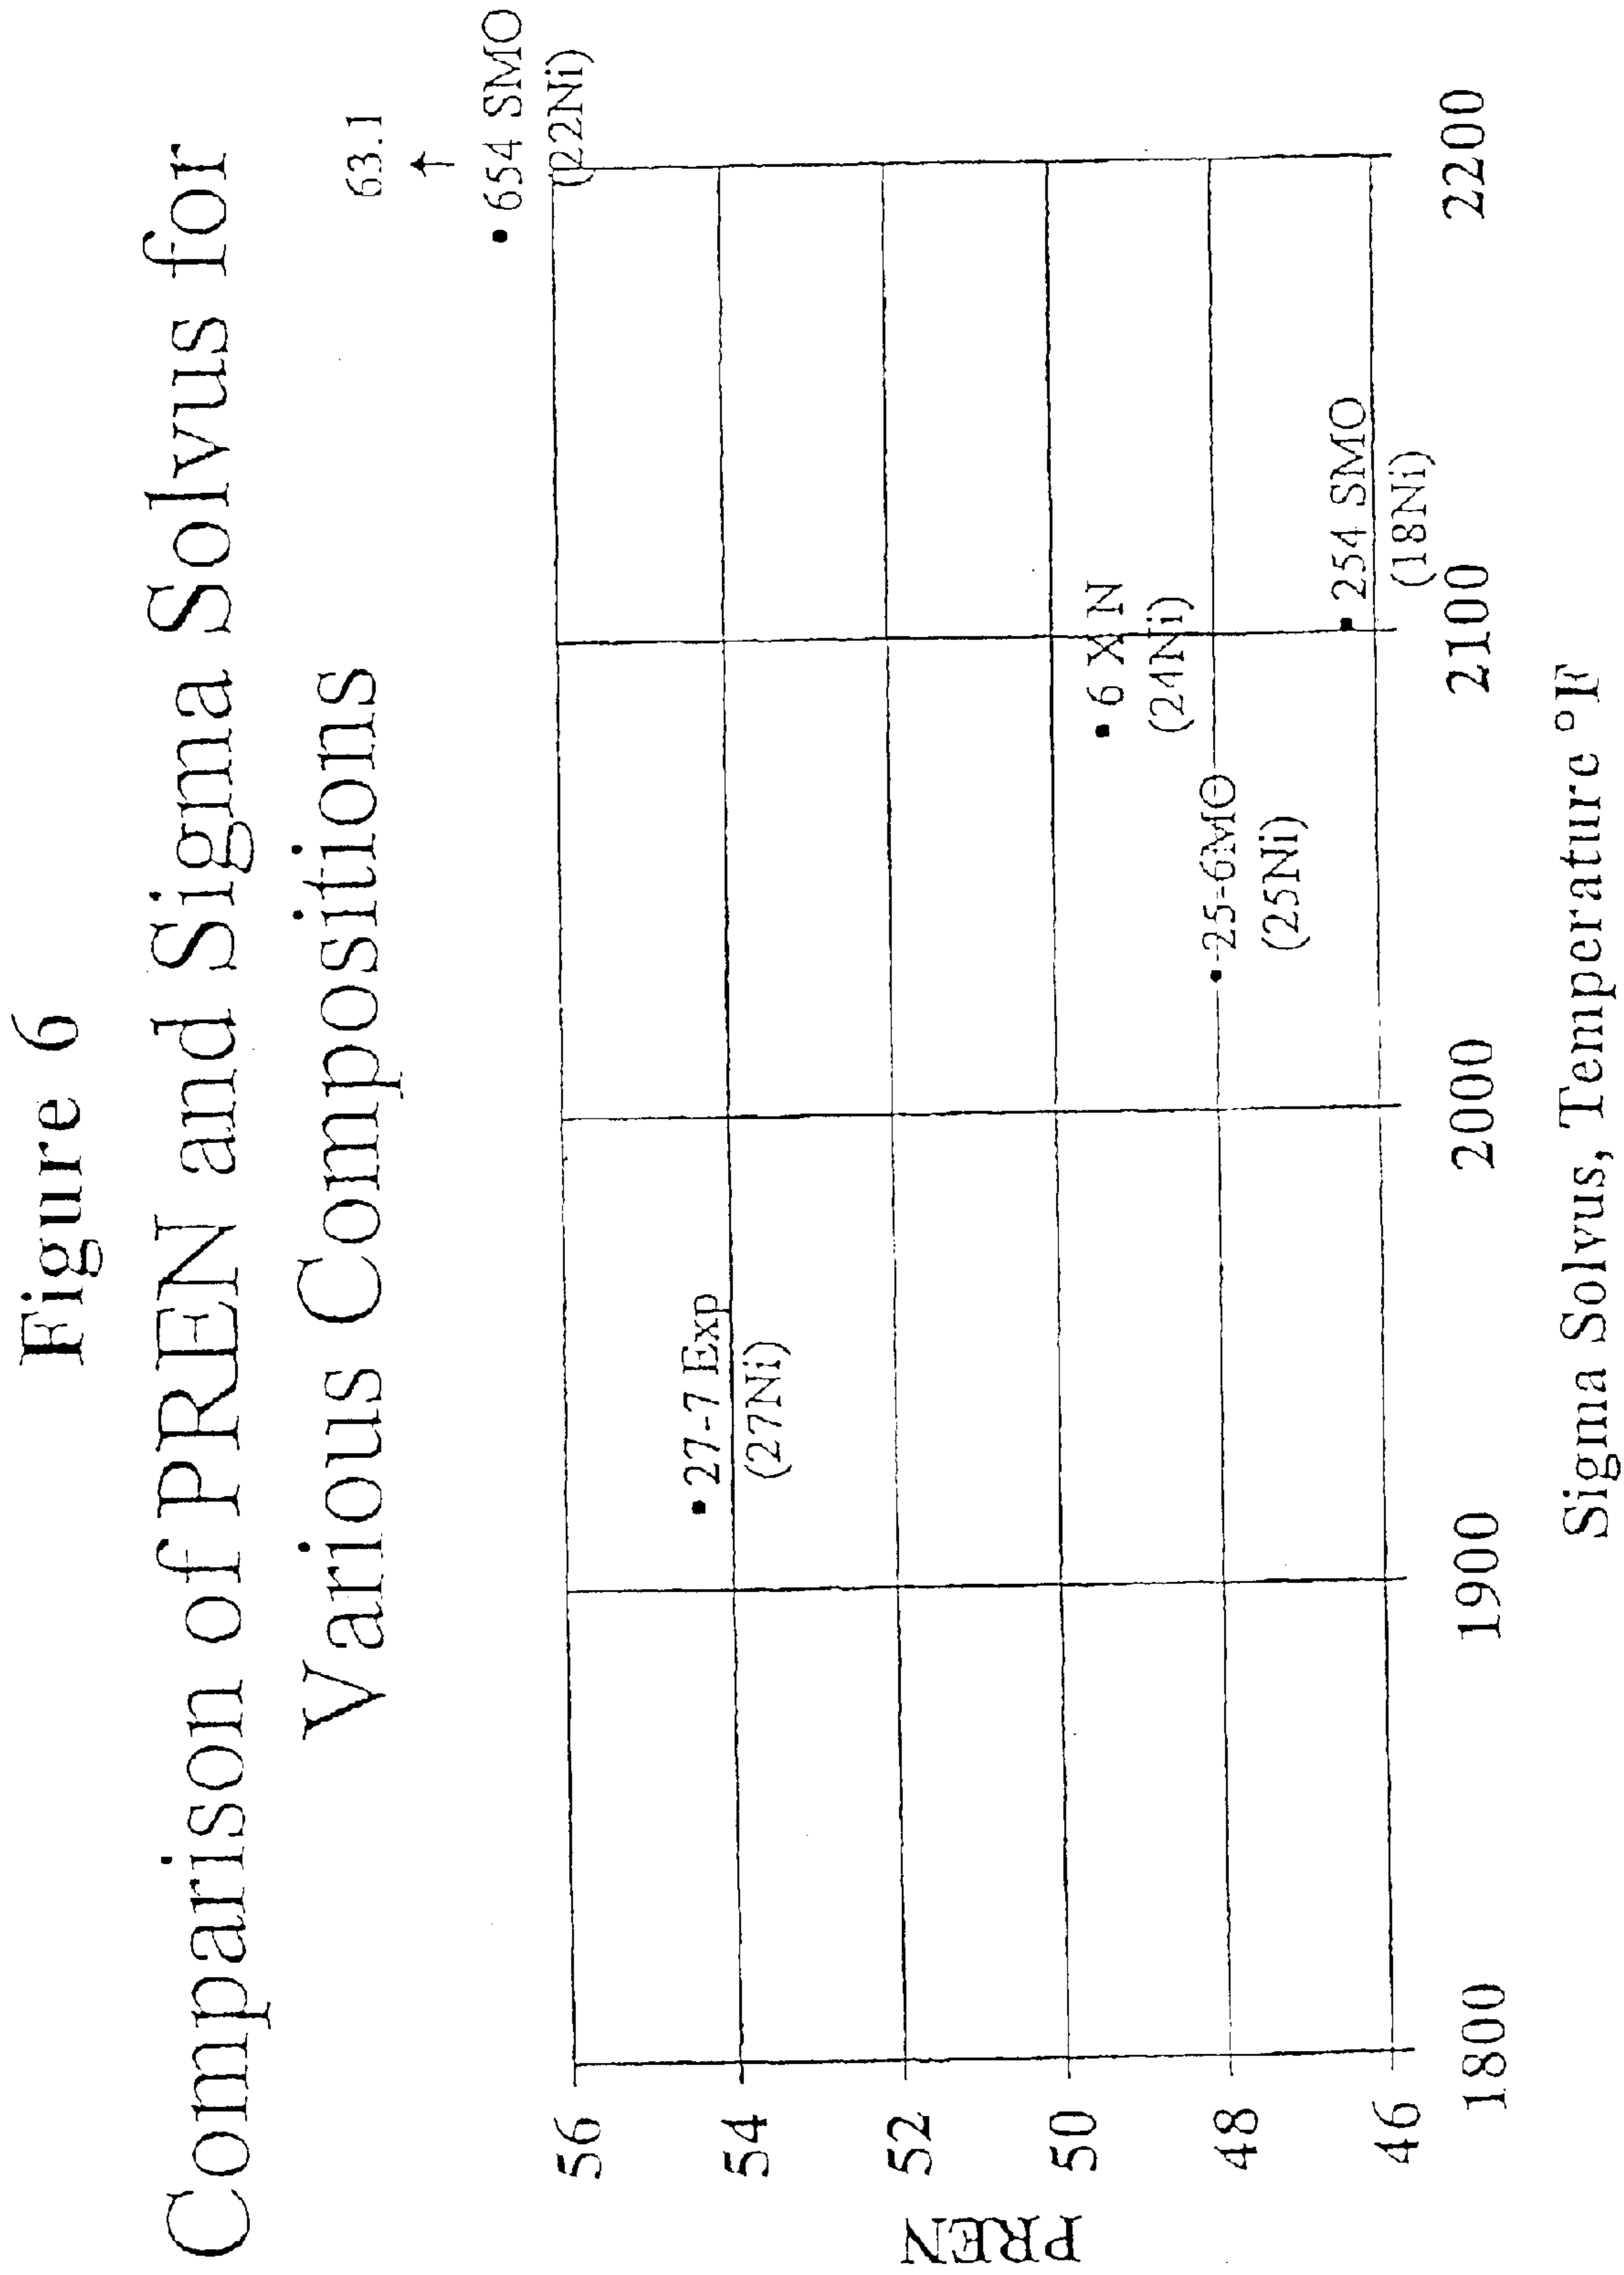 Figure 6
Comparison of PREN and Sigma Solvus for
Various Compositions
63.1
↑
• 654 SMO
(22Ni)
56
• 27-7 Exp
(27Ni)
54
52
50
• 6 X N
(24Ni)
48
• 25-6MO
(25Ni)
• 254 SMO
(18Ni)
46
PREN
1800 1900 2000 2100 2200
Sigma Solvus, Temperature °F